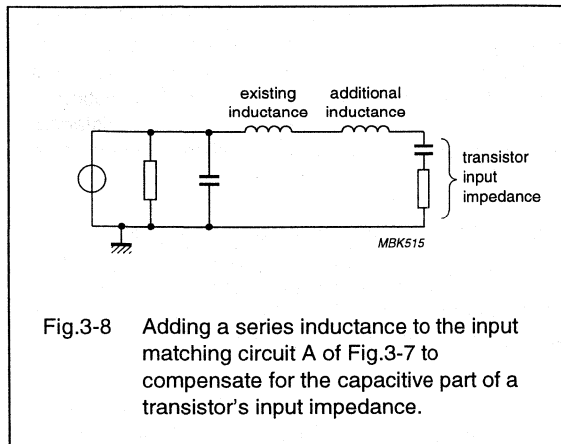 existing inductance
additional inductance
transistor input impedance
MBK515
Fig.3-8 Adding a series inductance to the input
matching circuit A of Fig.3-7 to
compensate for the capacitive part of a
transistor's input impedance.